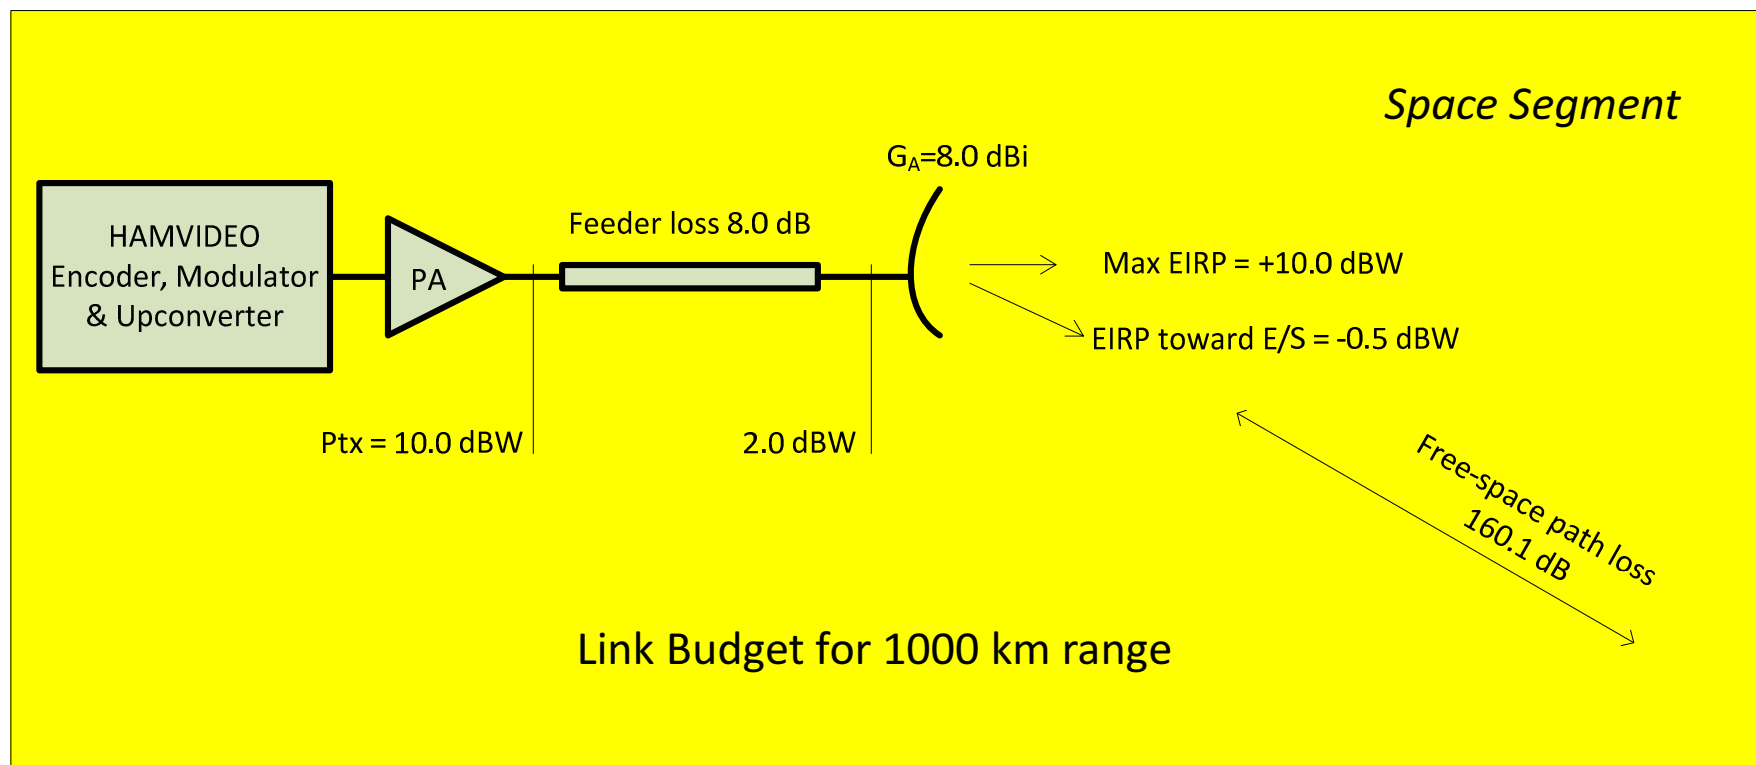 Space Segment
G_A=8.0 dBi
HAMVIDEO
Encoder, Modulator
& Upconverter
PA
Feeder loss 8.0 dB
Max EIRP = +10.0 dBW
EIRP toward E/S = -0.5 dBW
Ptx = 10.0 dBW
2.0 dBW
Free-space path loss
160.1 dB
Link Budget for 1000 km range